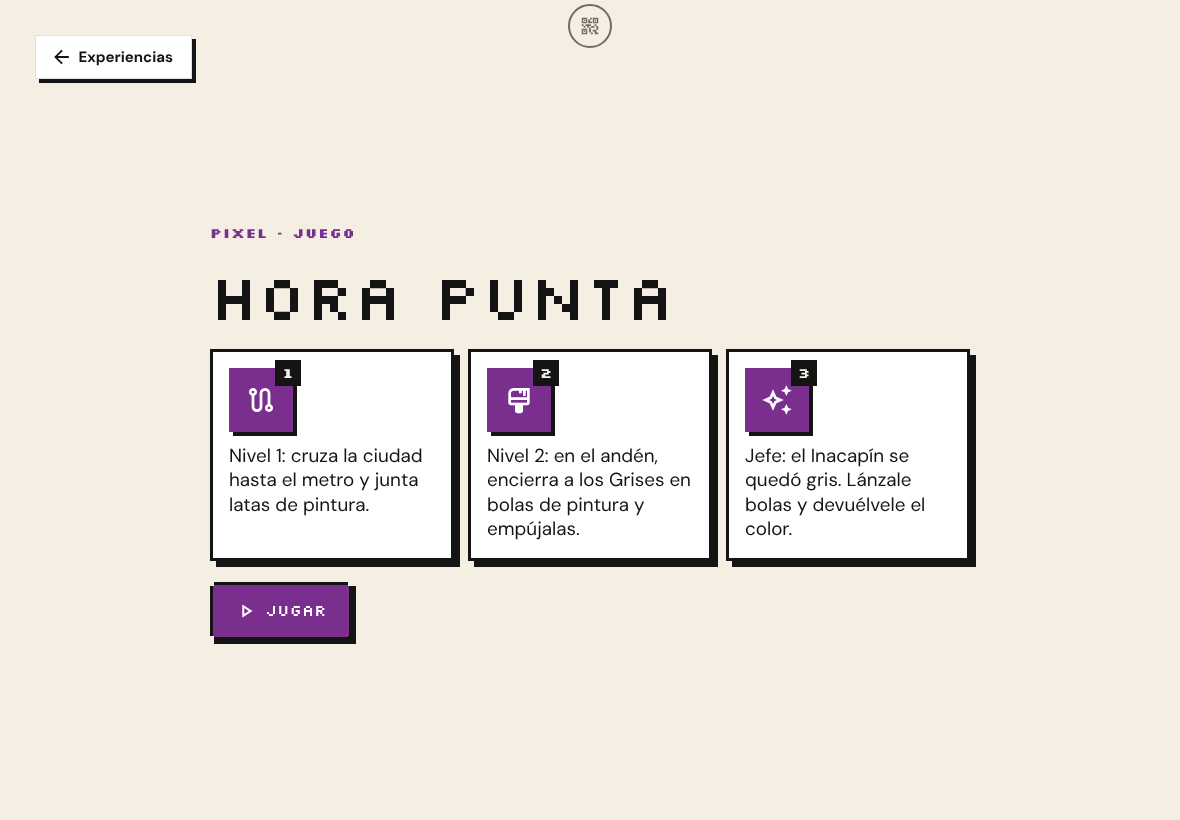 Experiencias
PIXEL · JUEGO
HORA PUNTA
1
Nivel 1: cruza la ciudad
hasta el metro y junta
latas de pintura.
2
Nivel 2: en el andén,
encierra a los Grises en
bolas de pintura y
empújalas.
3
Jefe: el Inacapín se
quedó gris. Lánzale
bolas y devuélvele el
color.
JUGAR